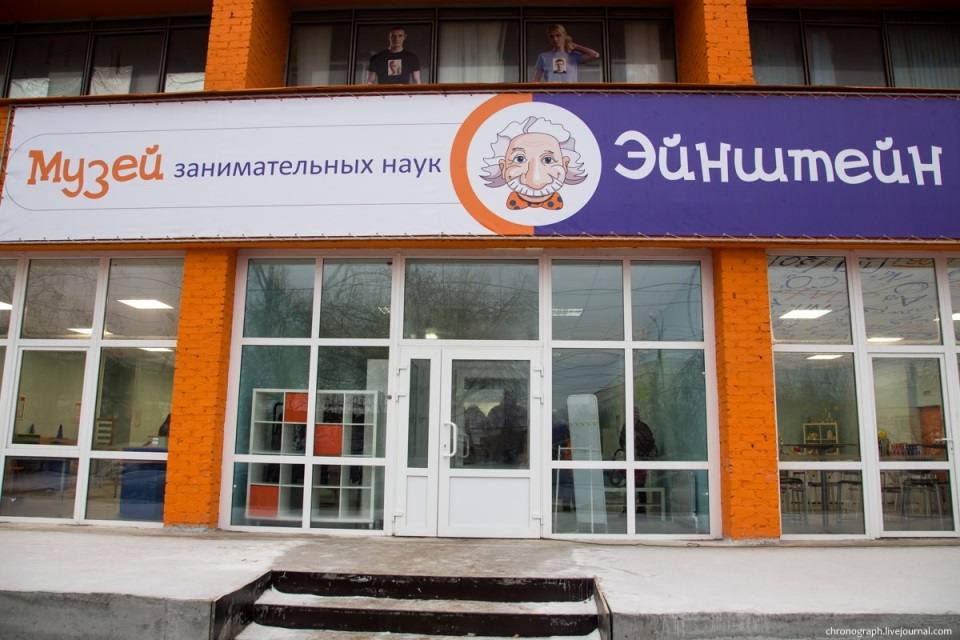 Музей занимательных наук Эйнштейн
chronograph.livejournal.com